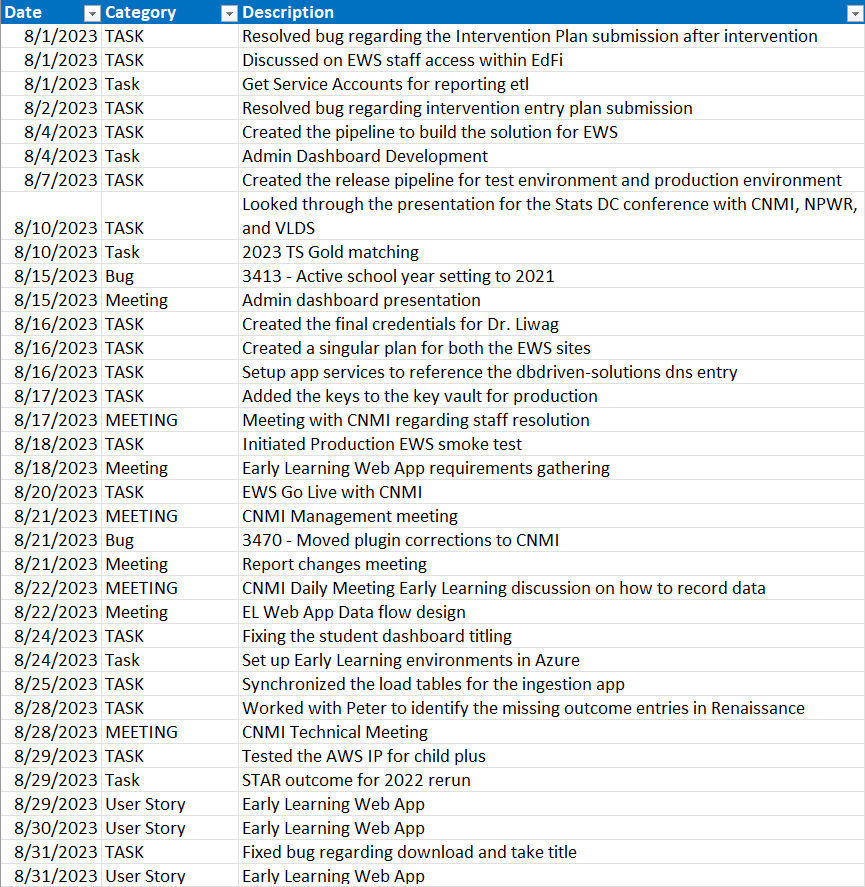 Date Category Description
8/1/2023 TASK Resolved bug regarding the Intervention Plan submission after intervention
8/1/2023 TASK Discussed on EWS staff access within EdFi
8/1/2023 Task Get Service Accounts for reporting etl
8/2/2023 TASK Resolved bug regarding intervention entry plan submission
8/4/2023 TASK Created the pipeline to build the solution for EWS
8/4/2023 Task Admin Dashboard Development
8/7/2023 TASK Created the release pipeline for test environment and production environment
Looked through the presentation for the Stats DC conference with CNMI, NPWR,
8/10/2023 TASK and VLDS
8/10/2023 Task 2023 TS Gold matching
8/15/2023 Bug 3413 - Active school year setting to 2021
8/15/2023 Meeting Admin dashboard presentation
8/16/2023 TASK Created the final credentials for Dr. Liwag
8/16/2023 TASK Created a singular plan for both the EWS sites
8/16/2023 TASK Setup app services to reference the dbdriven-solutions dns entry
8/17/2023 TASK Added the keys to the key vault for production
8/17/2023 MEETING Meeting with CNMI regarding staff resolution
8/18/2023 TASK Initiated Production EWS smoke test
8/18/2023 Meeting Early Learning Web App requirements gathering
8/20/2023 TASK EWS Go Live with CNMI
8/21/2023 MEETING CNMI Management meeting
8/21/2023 Bug 3470 - Moved plugin corrections to CNMI
8/21/2023 Meeting Report changes meeting
8/22/2023 MEETING CNMI Daily Meeting Early Learning discussion on how to record data
8/22/2023 Meeting EL Web App Data flow design
8/24/2023 TASK Fixing the student dashboard titling
8/24/2023 Task Set up Early Learning environments in Azure
8/25/2023 TASK Synchronized the load tables for the ingestion app
8/28/2023 TASK Worked with Peter to identify the missing outcome entries in Renaissance
8/28/2023 MEETING CNMI Technical Meeting
8/29/2023 TASK Tested the AWS IP for child plus
8/29/2023 Task STAR outcome for 2022 rerun
8/29/2023 User Story Early Learning Web App
8/30/2023 User Story Early Learning Web App
8/31/2023 TASK Fixed bug regarding download and take title
8/31/2023 User Story Early Learning Web App